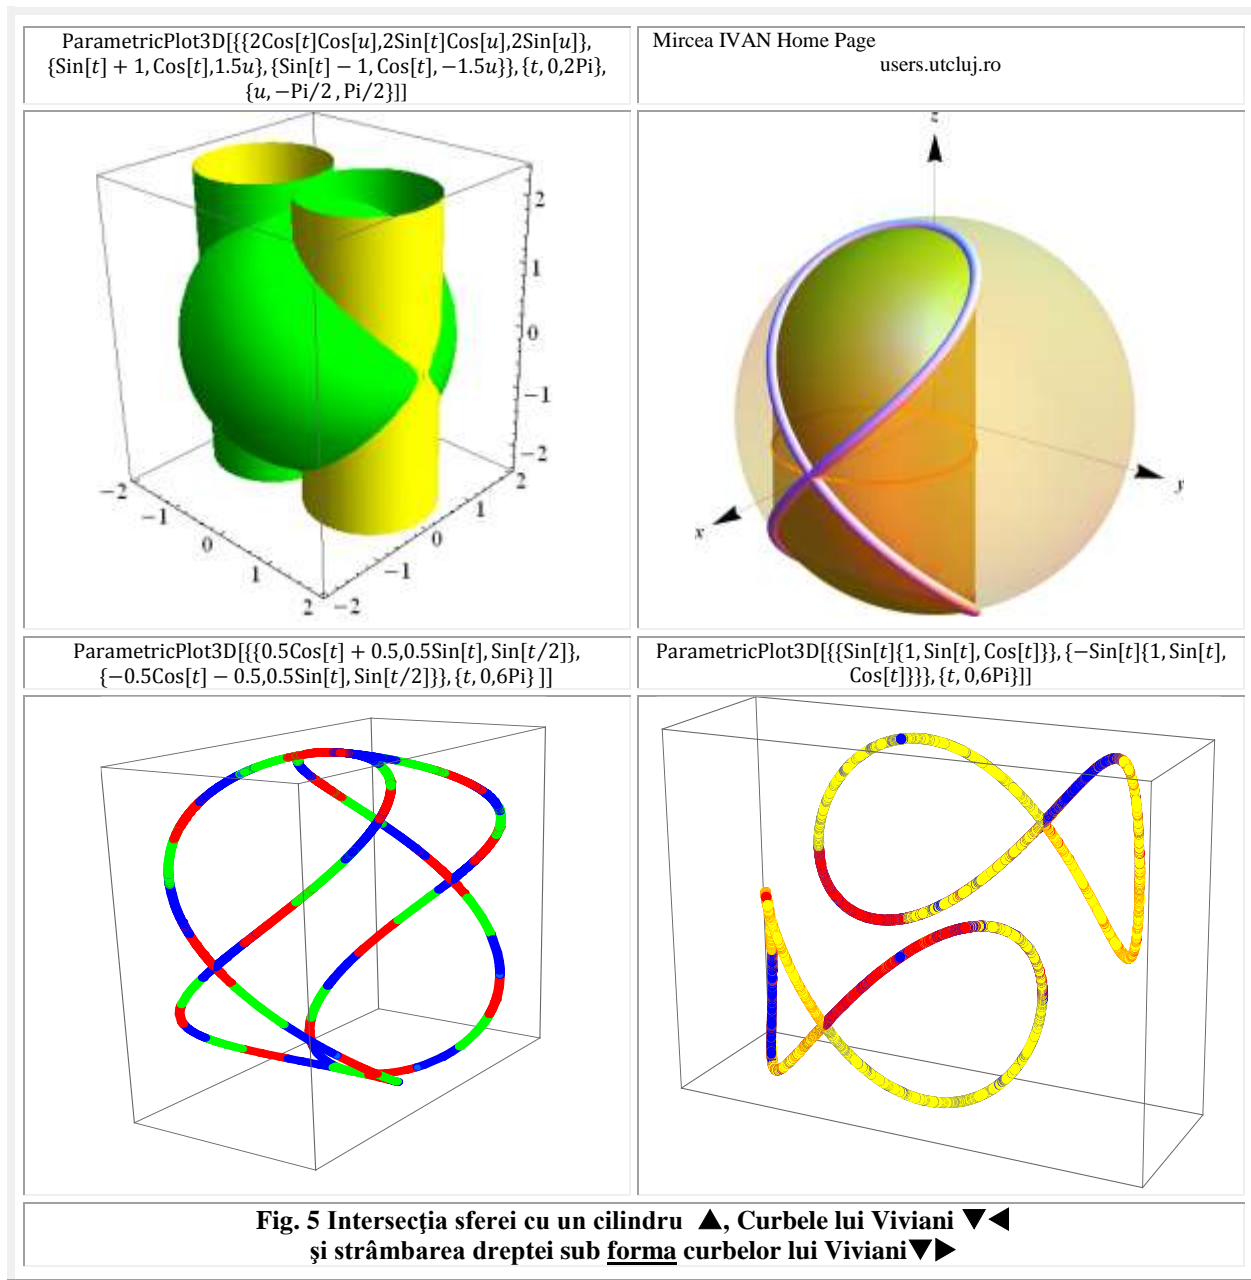 ParametricPlot3D[{{2Cos[t]Cos[u],2Sin[t]Cos[u],2Sin[u]},
{Sin[t] + 1, Cos[t],1.5u}, {Sin[t] − 1, Cos[t], −1.5u}}, {t, 0,2Pi},
{u, −Pi/2 , Pi/2}]]
Mircea IVAN Home Page
users.utcluj.ro
2
1
0
−1
−2
−2
−1
0
1
2
−2
−1
0
1
2
z
x
y
ParametricPlot3D[{{0.5Cos[t] + 0.5,0.5Sin[t], Sin[t/2]},
{−0.5Cos[t] − 0.5,0.5Sin[t], Sin[t/2]}}, {t, 0,6Pi} ]]
ParametricPlot3D[{{Sin[t]{1, Sin[t], Cos[t]}}, {−Sin[t]{1, Sin[t],
Cos[t]}}}, {t, 0,6Pi}]]
Fig. 5 Intersecţia sferei cu un cilindru ▲, Curbele lui Viviani ▼◄
şi strâmbarea dreptei sub forma curbelor lui Viviani▼►